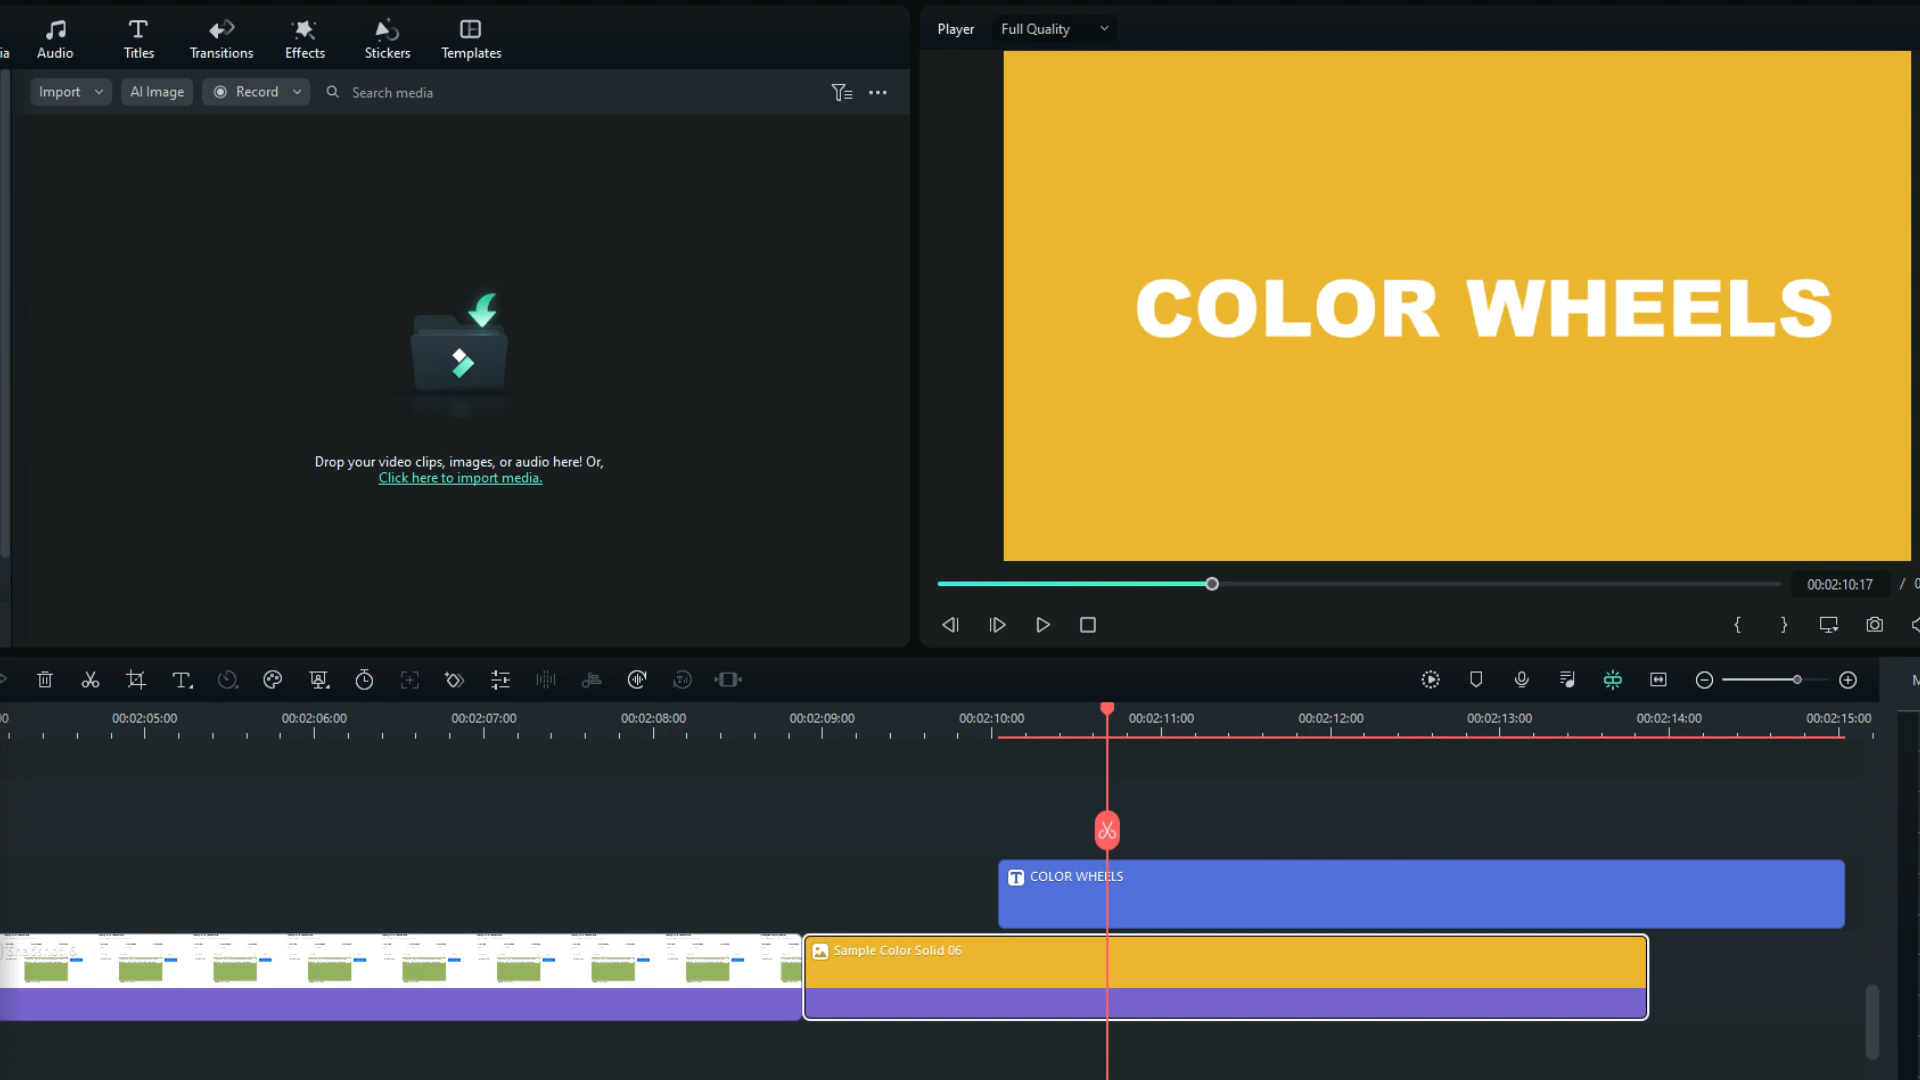 Audio
Titles
Transitions
Effects
Stickers
Templates
Player
Full Quality
Import
AI Image
Record
Search media
COLOR WHEELS
Drop your video clips, images, or audio here! Or,
Click here to import media.
00:02:10:17 /
00:02:05:00
00:02:06:00
00:02:07:00
00:02:08:00
00:02:09:00
00:02:10:00
00:02:11:00
00:02:12:00
00:02:13:00
00:02:14:00
00:02:15:00
COLOR WHEELS
Sample Color Solid 06